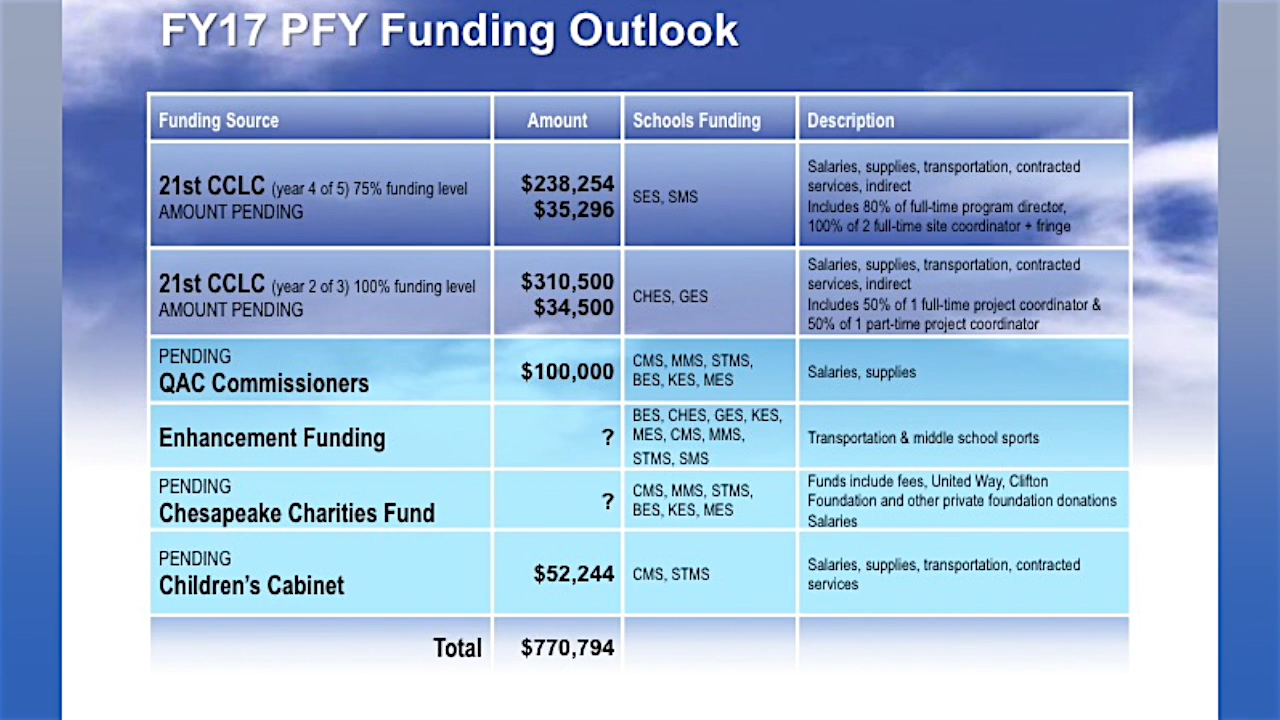 FY17 PFY Funding Outlook
Funding Source
Amount
Schools Funding
Description
21st CCLC (year 4 of 5) 75% funding level
AMOUNT PENDING
$238,254
$35,296
SES, SMS
Salaries, supplies, transportation, contracted
services, indirect
Includes 80% of full-time program director,
100% of 2 full-time site coordinator + fringe
21st CCLC (year 2 of 3) 100% funding level
AMOUNT PENDING
$310,500
$34,500
CHES, GES
Salaries, supplies, transportation, contracted
services, indirect
Includes 50% of 1 full-time project coordinator &
50% of 1 part-time project coordinator
PENDING
QAC Commissioners
$100,000
CMS, MMS, STMS,
BES, KES, MES
Salaries, supplies
Enhancement Funding
?
BES, CHES, GES, KES,
MES, CMS, MMS,
STMS, SMS
Transportation & middle school sports
PENDING
Chesapeake Charities Fund
?
CMS, MMS, STMS,
BES, KES, MES
Funds include fees, United Way, Clifton
Foundation and other private foundation donations
Salaries
PENDING
Children's Cabinet
$52,244
CMS, STMS
Salaries, supplies, transportation, contracted
services
Total
$770,794